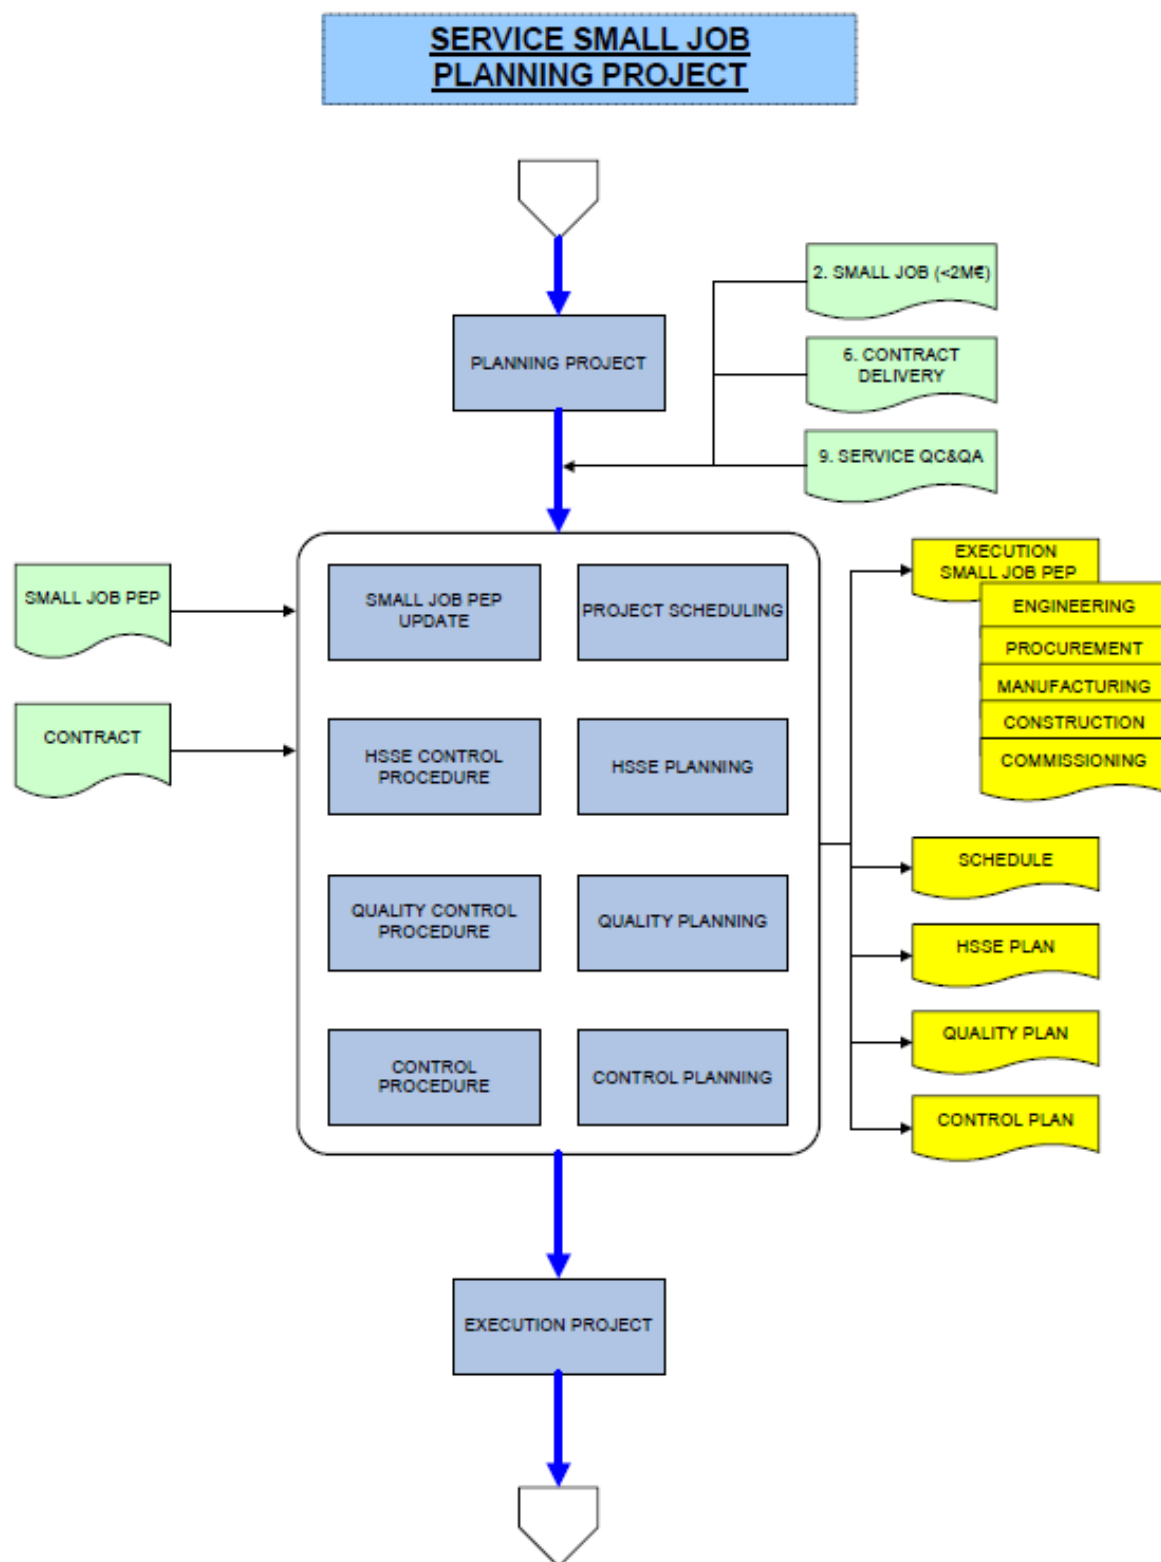 SERVICE SMALL JOB
PLANNING PROJECT
2. SMALL JOB (<2M€)
PLANNING PROJECT
6. CONTRACT
DELIVERY
9. SERVICE QC&QA
SMALL JOB PEP
CONTRACT
SMALL JOB PEP
UPDATE
PROJECT SCHEDULING
HSSE CONTROL
PROCEDURE
HSSE PLANNING
QUALITY CONTROL
PROCEDURE
QUALITY PLANNING
CONTROL
PROCEDURE
CONTROL PLANNING
EXECUTION
SMALL JOB PEP
ENGINEERING
PROCUREMENT
MANUFACTURING
CONSTRUCTION
COMMISSIONING
SCHEDULE
HSSE PLAN
QUALITY PLAN
CONTROL PLAN
EXECUTION PROJECT